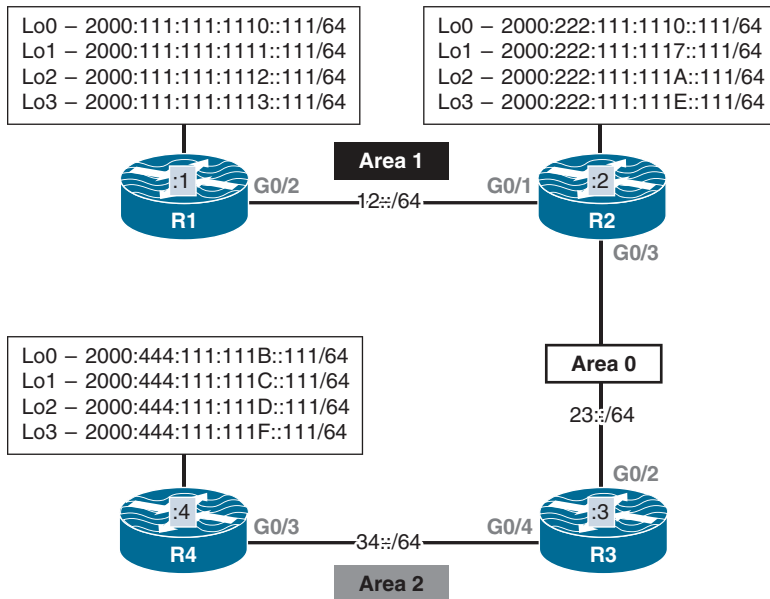 Lo0 – 2000:111:111:1110::111/64
Lo1 – 2000:111:111:1111::111/64
Lo2 – 2000:111:111:1112::111/64
Lo3 – 2000:111:111:1113::111/64
Lo0 – 2000:222:111:1110::111/64
Lo1 – 2000:222:111:1117::111/64
Lo2 – 2000:222:111:111A::111/64
Lo3 – 2000:222:111:111E::111/64
Area 1
:1
G0/2
12::/64
G0/1
:2
R1
R2
G0/3
Lo0 – 2000:444:111:111B::111/64
Lo1 – 2000:444:111:111C::111/64
Lo2 – 2000:444:111:111D::111/64
Lo3 – 2000:444:111:111F::111/64
Area 0
23::/64
G0/2
:4
G0/3
34::/64
G0/4
:3
R4
R3
Area 2